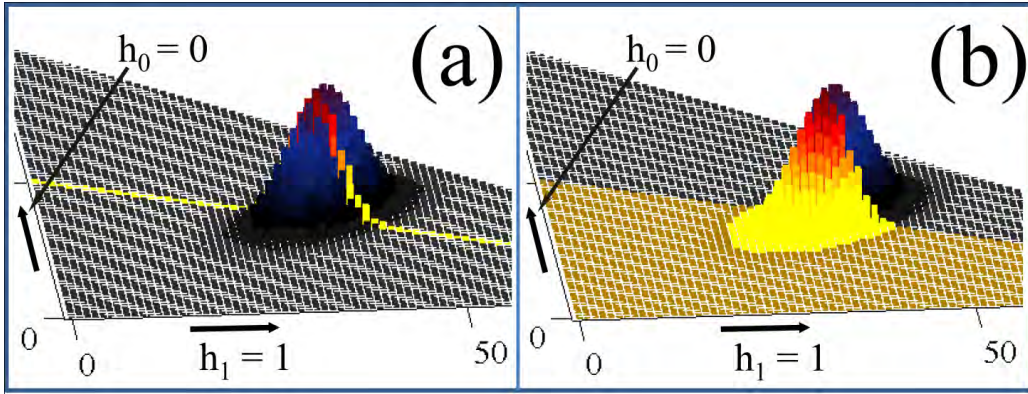 (a)
h₀ = 0
0
0
50
h₁ = 1
(b)
h₀ = 0
0
0
50
h₁ = 1